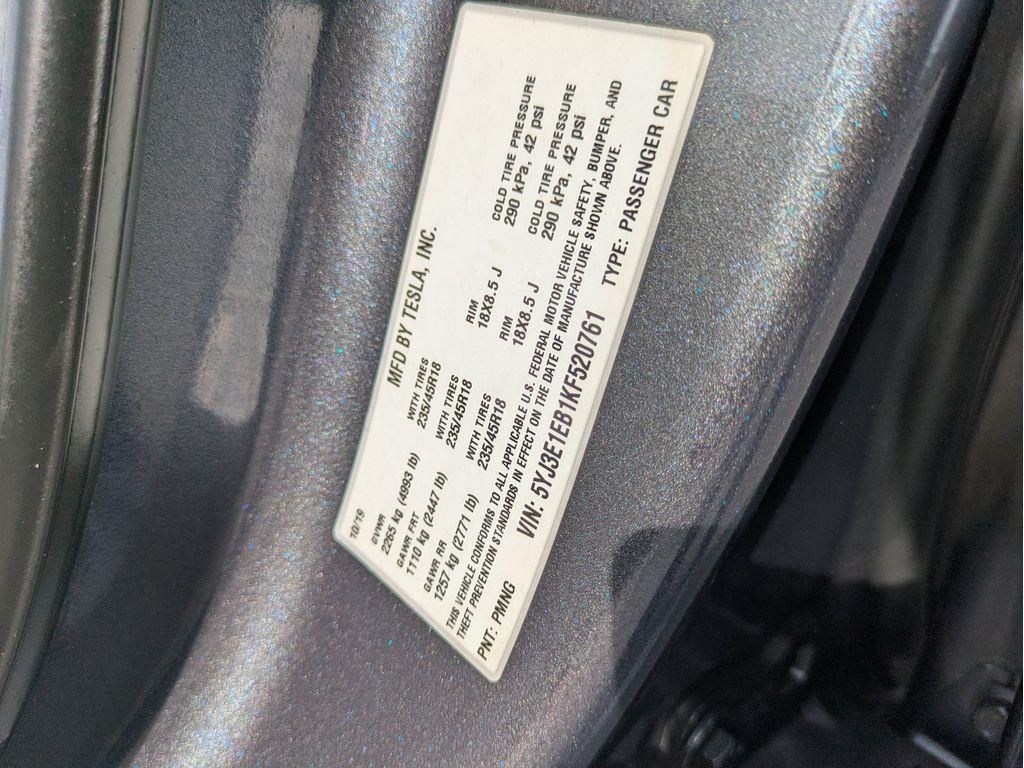 10/19 MFD BY TESLA, INC.
GVWR
2265 kg (4993 lb)
WITH TIRES
235/45R18
GAWR FRT
1110 kg (2447 lb)
WITH TIRES
235/45R18
RIM
18X8.5 J
COLD TIRE PRESSURE
290 kPa, 42 psi
GAWR RR
1257 kg (2771 lb)
WITH TIRES
235/45R18
RIM
18X8.5 J
COLD TIRE PRESSURE
290 kPa, 42 psi
THIS VEHICLE CONFORMS TO ALL APPLICABLE U.S. FEDERAL MOTOR VEHICLE SAFETY, BUMPER, AND
THEFT PREVENTION STANDARDS IN EFFECT ON THE DATE OF MANUFACTURE SHOWN ABOVE.
PNT: PMNG VIN: 5YJ3E1EB1KF520761 TYPE: PASSENGER CAR